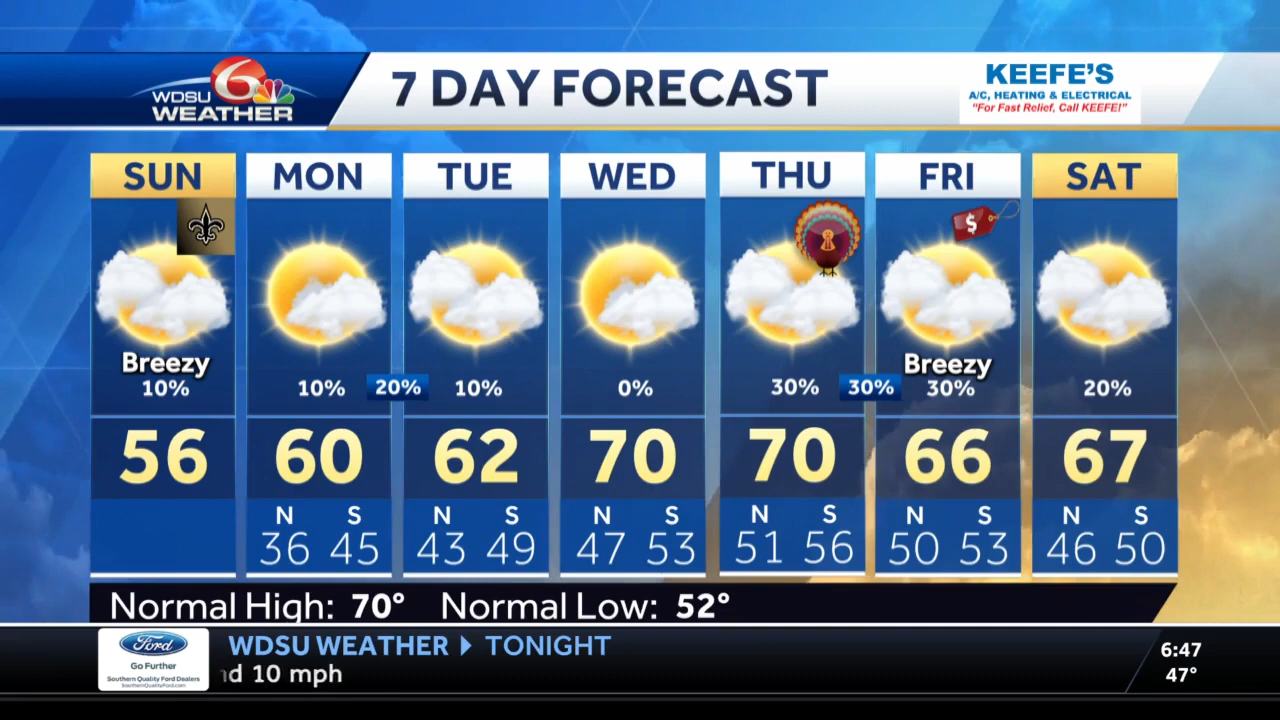 WDSU 6
WEATHER
7 DAY FORECAST
KEEFE'S
A/C, HEATING & ELECTRICAL
"For Fast Relief, Call KEEFE!"
SUN MON TUE WED THU FRI SAT
$
Breezy Breezy
10% 10% 20% 10% 0% 30% 30% 30% 20%
56 60 62 70 70 66 67
N S N S N S N S N S N S
36 45 43 49 47 53 51 56 50 53 46 50
Normal High: 70° Normal Low: 52°
Ford
Go Further
Southern Quality Ford Dealers
SouthernQualityFord.com
WDSU WEATHER TONIGHT
nd 10 mph
6:47
47°